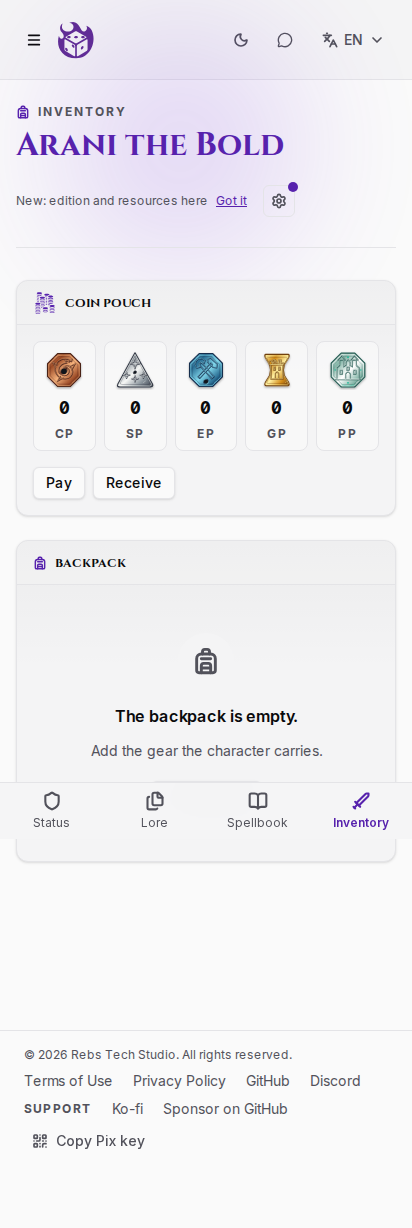 EN
INVENTORY
Arani the Bold
New: edition and resources here Got it
COIN POUCH
0 0 0 0 0
CP SP EP GP PP
Pay Receive
BACKPACK
The backpack is empty.
Add the gear the character carries.
Status Lore Spellbook Inventory
© 2026 Rebs Tech Studio. All rights reserved.
Terms of Use Privacy Policy GitHub Discord
SUPPORT Ko-fi Sponsor on GitHub
Copy Pix key